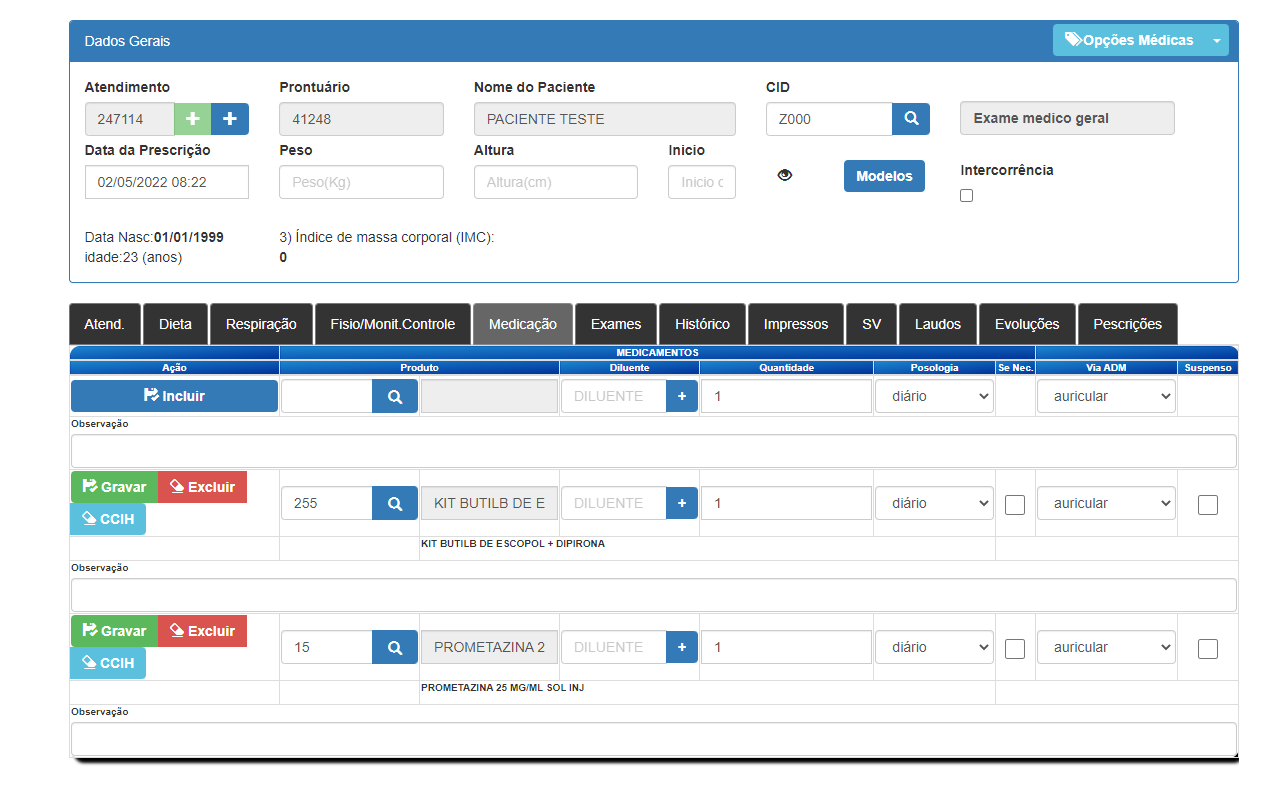 Dados Gerais
Opções Médicas
Atendimento
Prontuário
Nome do Paciente
CID
247114
41248
PACIENTE TESTE
Z000
Exame medico geral
Data da Prescrição
Peso
Altura
Inicio
02/05/2022 08:22
Peso(Kg)
Altura(cm)
Inicio c
Modelos
Intercorrência
Data Nasc:01/01/1999
idade:23 (anos)
3) Índice de massa corporal (IMC):
0
Atend.
Dieta
Respiração
Fisio/Monit.Controle
Medicação
Exames
Histórico
Impressos
SV
Laudos
Evoluções
Pescrições
MEDICAMENTOS
Ação
Produto
Diluente
Quantidade
Posologia
Se Nec.
Via ADM
Suspenso
Incluir
DILUENTE
+
1
diário
auricular
Observação
Gravar
Excluir
CCIH
255
KIT BUTILB DE E
DILUENTE
+
1
diário
auricular
KIT BUTILB DE ESCOPOL + DIPIRONA
Observação
Gravar
Excluir
CCIH
15
PROMETAZINA 2
DILUENTE
+
1
diário
auricular
PROMETAZINA 25 MG/ML SOL INJ
Observação